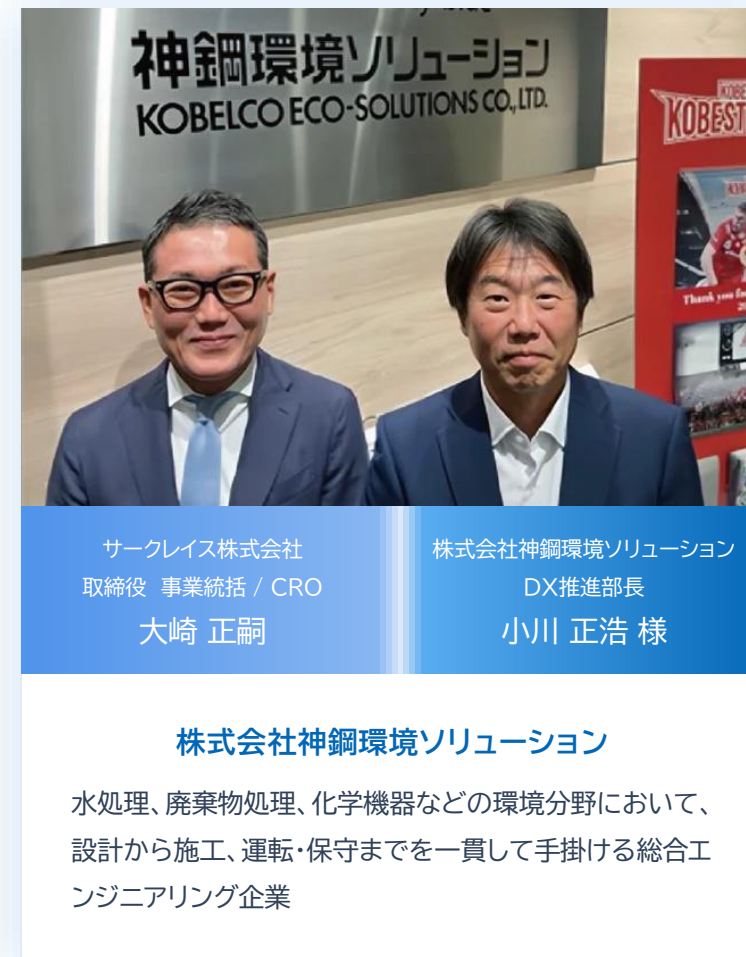 神鋼環境ソリューション
KOBELCO ECO-SOLUTIONS CO.,LTD.
KOBE
KOBEST
Thank you
サークレイス株式会社
取締役 事業統括 / CRO
大崎 正嗣
株式会社神鋼環境ソリューション
DX推進部長
小川 正浩 様
株式会社神鋼環境ソリューション
水処理、廃棄物処理、化学機器などの環境分野において、
設計から施工、運転・保守までを一貫して手掛ける総合エ
ンジニアリング企業